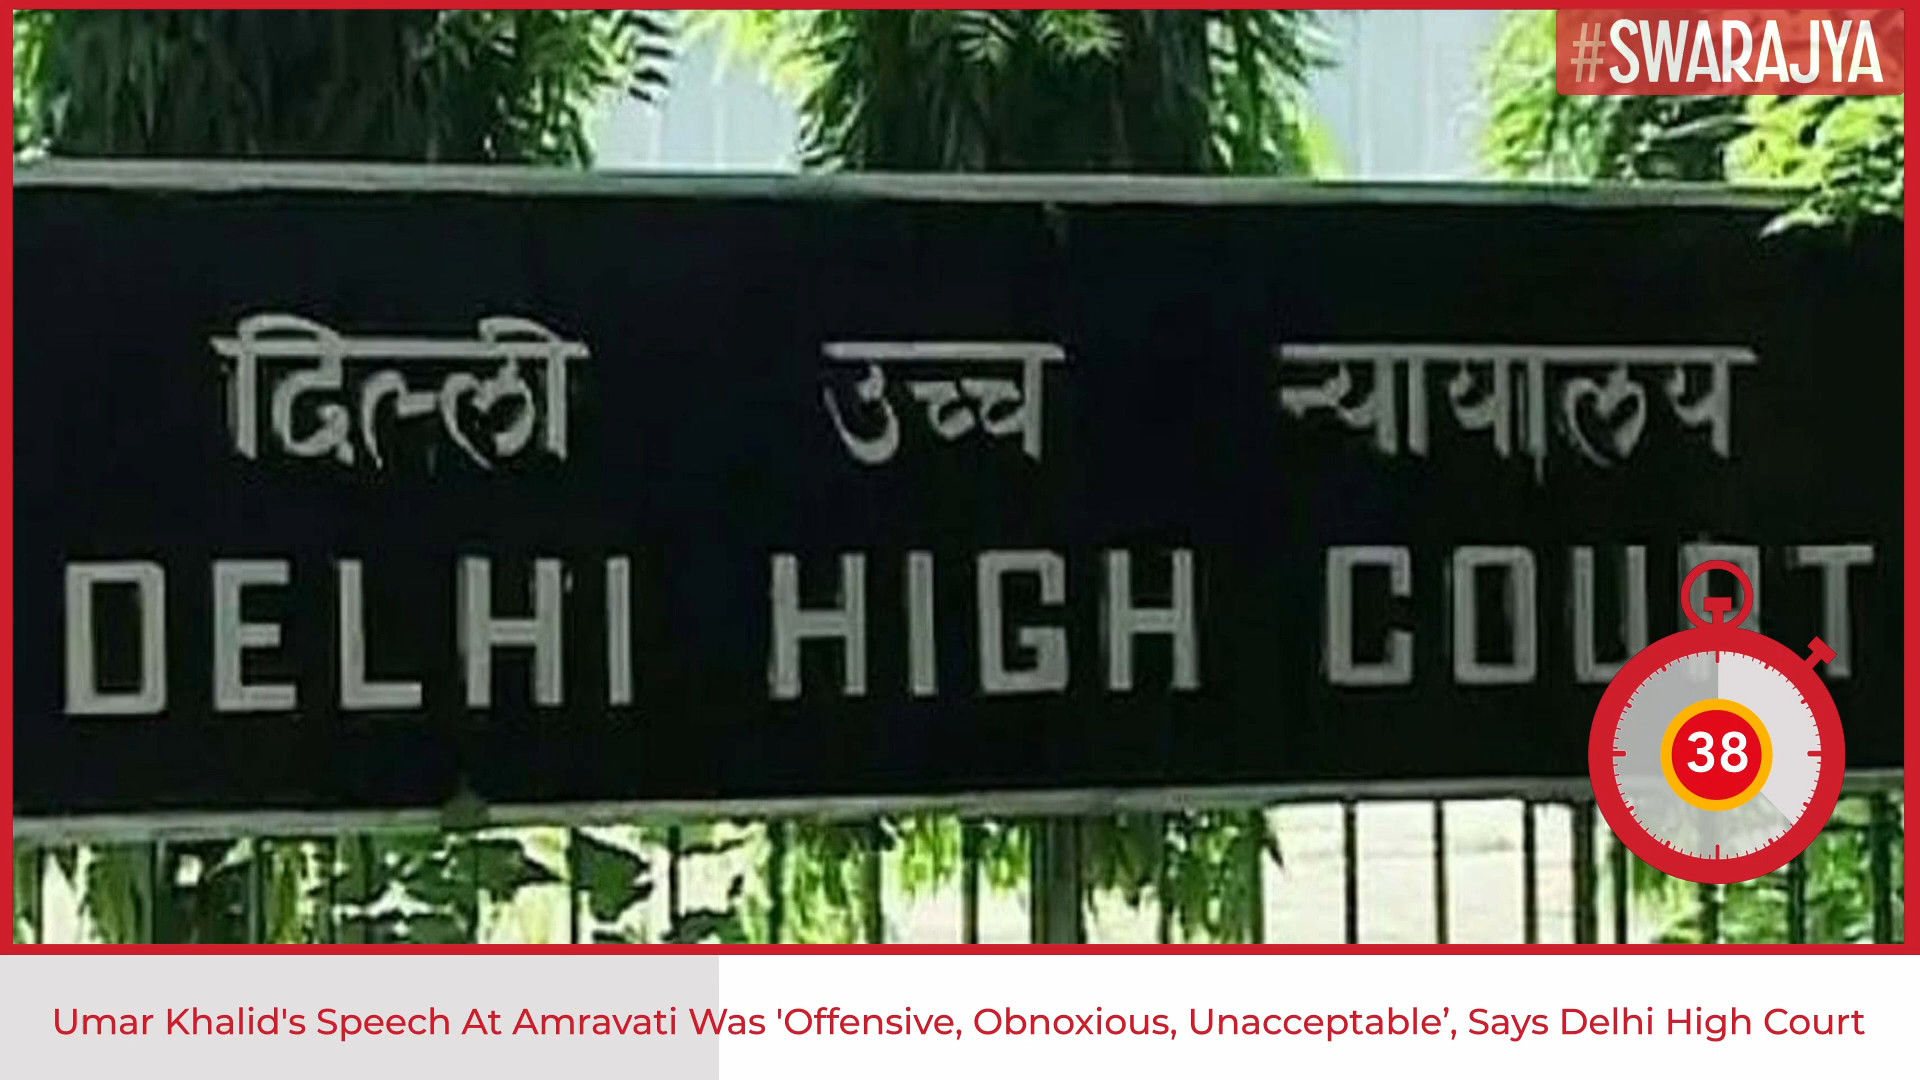 #SWARAJYA
दिल्ली उच्च न्यायालय
DELHI HIGH COURT
38
Umar Khalid's Speech At Amravati Was 'Offensive, Obnoxious, Unacceptable’, Says Delhi High Court